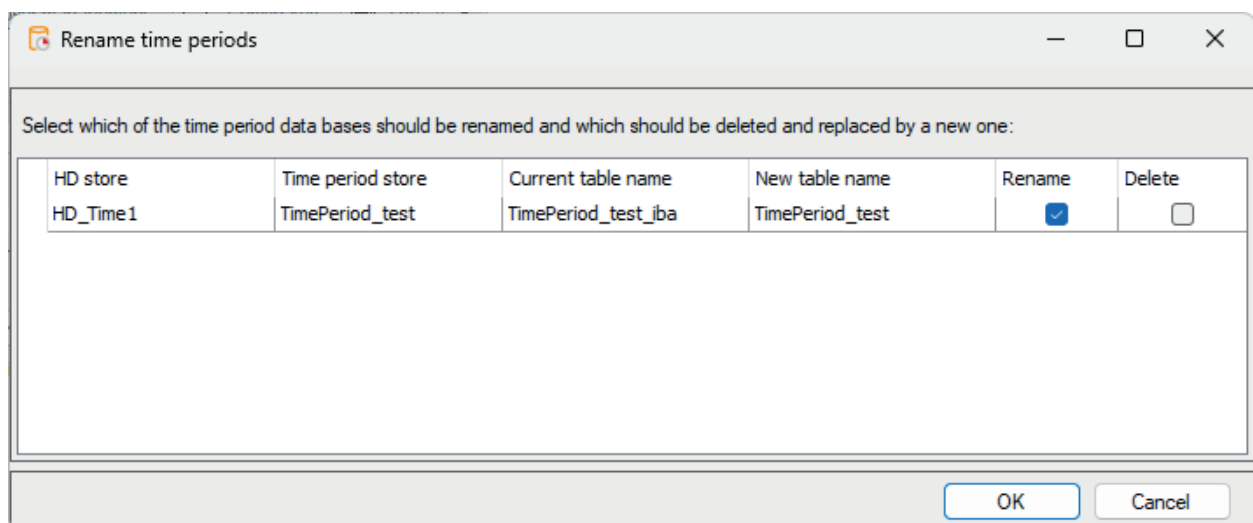 Rename time periods
Select which of the time period data bases should be renamed and which should be deleted and replaced by a new one:
HD store Time period store Current table name New table name Rename Delete
HD_Time1 TimePeriod_test TimePeriod_test_iba TimePeriod_test
OK Cancel